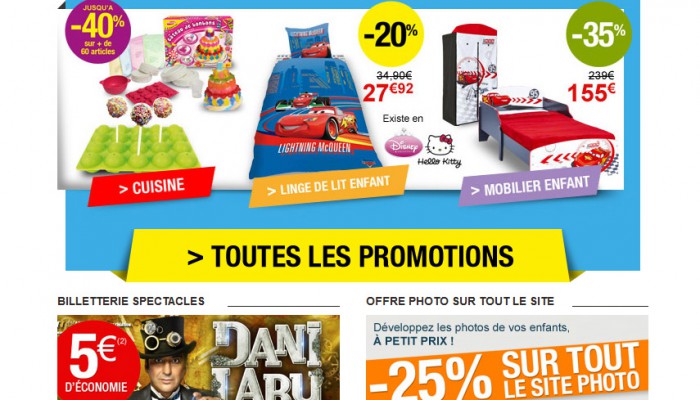 JUSQU'A
-40%
sur + de
60 articles
-20%
34,90€
27€92
Existe en
Disney
Hello Kitty
-35%
239€
155€
LIGHTNING McQUEEN
95
> CUISINE
> LINGE DE LIT ENFANT
> MOBILIER ENFANT
> TOUTES LES PROMOTIONS
BILLETTERIE SPECTACLES
5€(2)
D'ÉCONOMIE
DANI
LARY
OFFRE PHOTO SUR TOUT LE SITE
Développez les photos de vos enfants,
À PETIT PRIX !
-25% SUR TOUT
LE SITE PHOTO